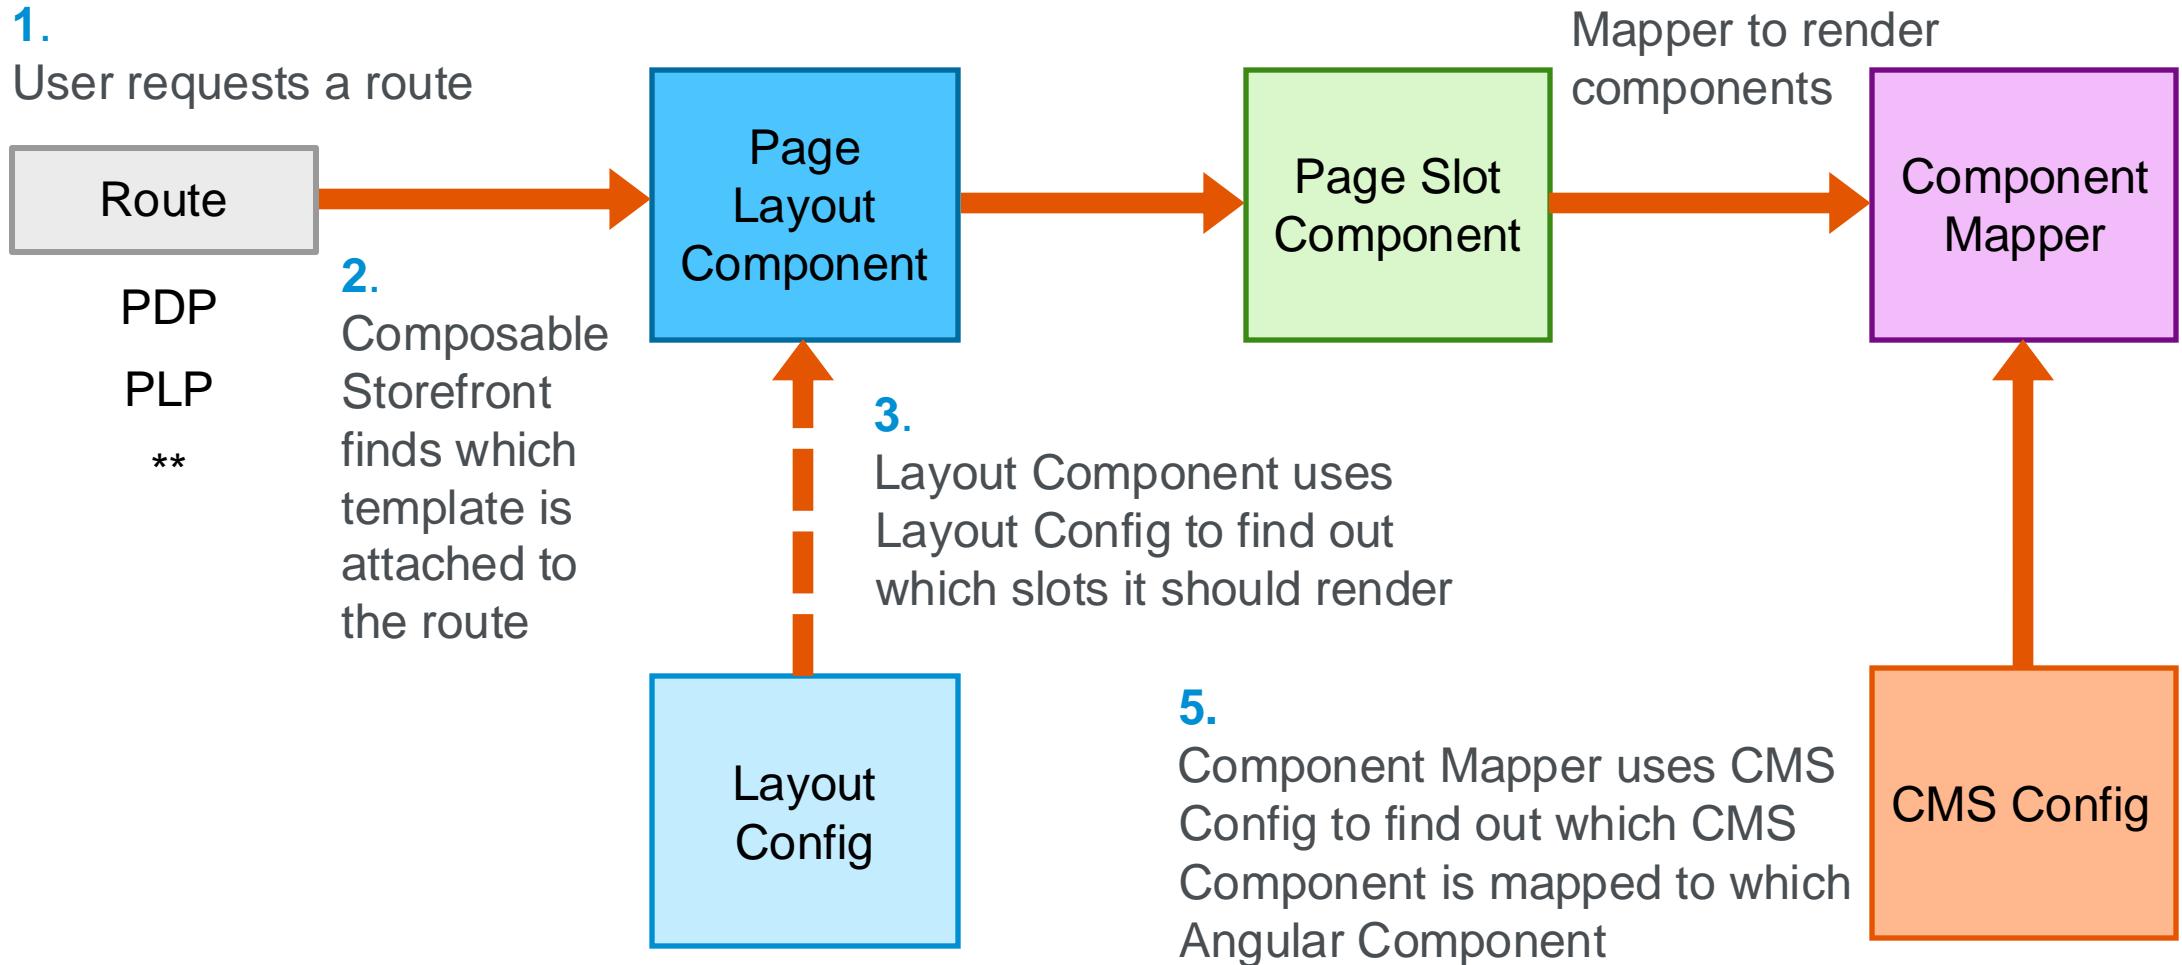 1.
User requests a route
Route
PDP
PLP
**
2.
Composable
Storefront
finds which
template is
attached to
the route
Page
Layout
Component
3.
Layout Component uses
Layout Config to find out
which slots it should render
Layout
Config
Page Slot
Component
Mapper to render
components
Component
Mapper
5.
Component Mapper uses CMS
Config to find out which CMS
Component is mapped to which
Angular Component
CMS Config